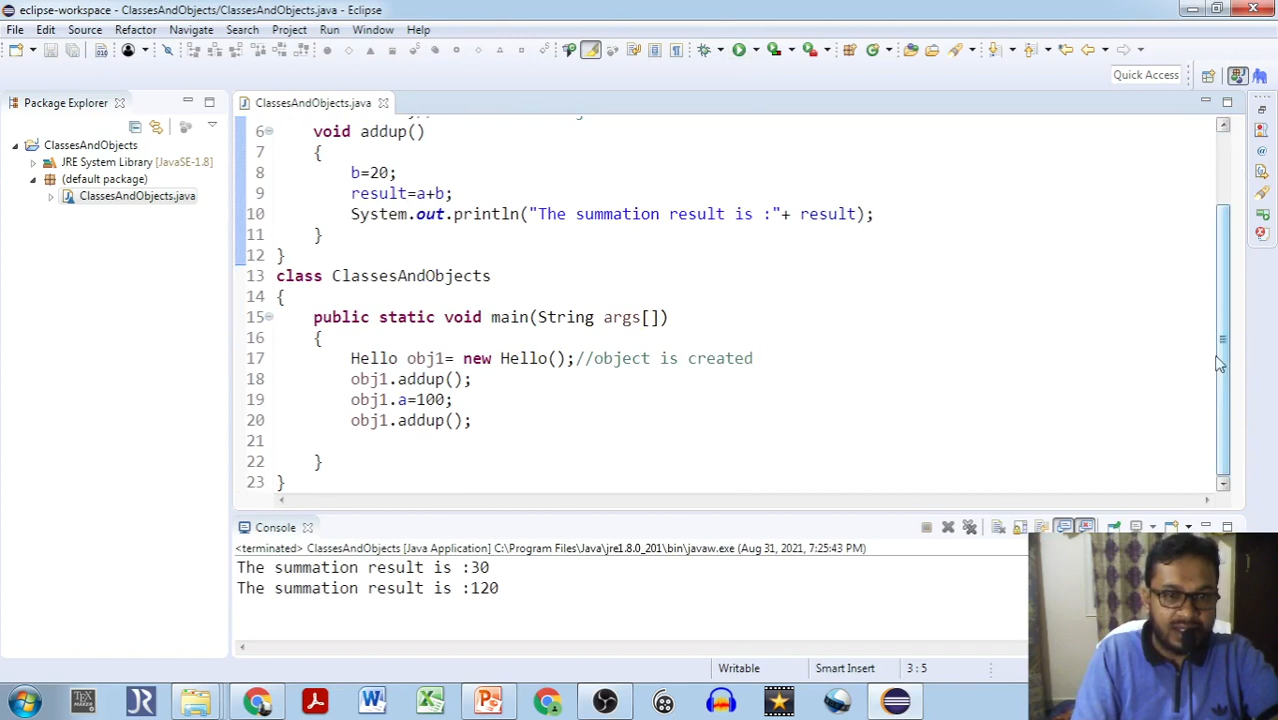 eclipse-workspace - ClassesAndObjects/ClassesAndObjects.java - Eclipse
File Edit Source Refactor Navigate Search Project Run Window Help
Quick Access
Package Explorer
ClassesAndObjects.java
ClassesAndObjects
JRE System Library [JavaSE-1.8]
(default package)
ClassesAndObjects.java
6 void addup()
7 {
8 b=20;
9 result=a+b;
10 System.out.println("The summation result is :"+ result);
11 }
12 }
13 class ClassesAndObjects
14 {
15 public static void main(String args[])
16 {
17 Hello obj1= new Hello();//object is created
18 obj1.addup();
19 obj1.a=100;
20 obj1.addup();
21
22 }
23 }
Console
<terminated> ClassesAndObjects [Java Application] C:\Program Files\Java\jre1.8.0_201\bin\javaw.exe (Aug 31, 2021, 7:25:43 PM)
The summation result is :30
The summation result is :120
Writable Smart Insert 3 : 5